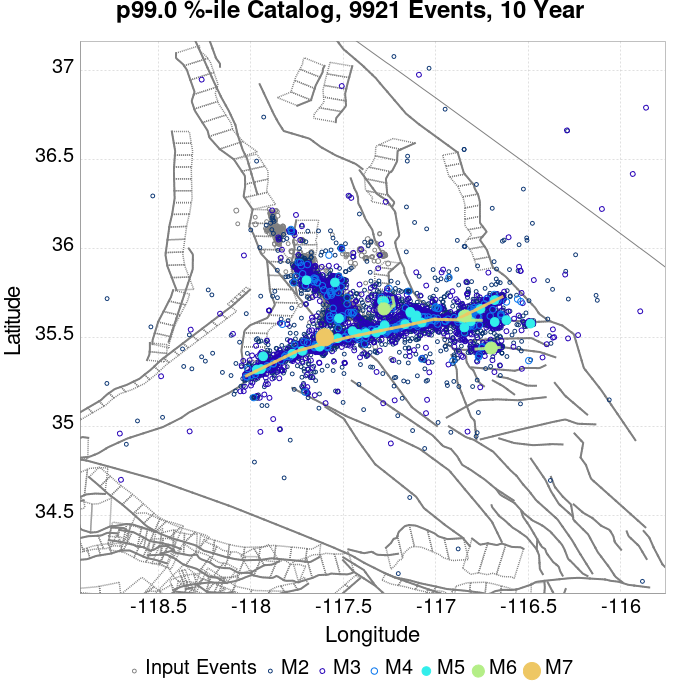 p99.0 %-ile Catalog, 9921 Events, 10 Year
37
36.5
36
35.5
35
34.5
Latitude
-118.5 -118 -117.5 -117 -116.5 -116
Longitude
Input Events M2 M3 M4 M5 M6 M7